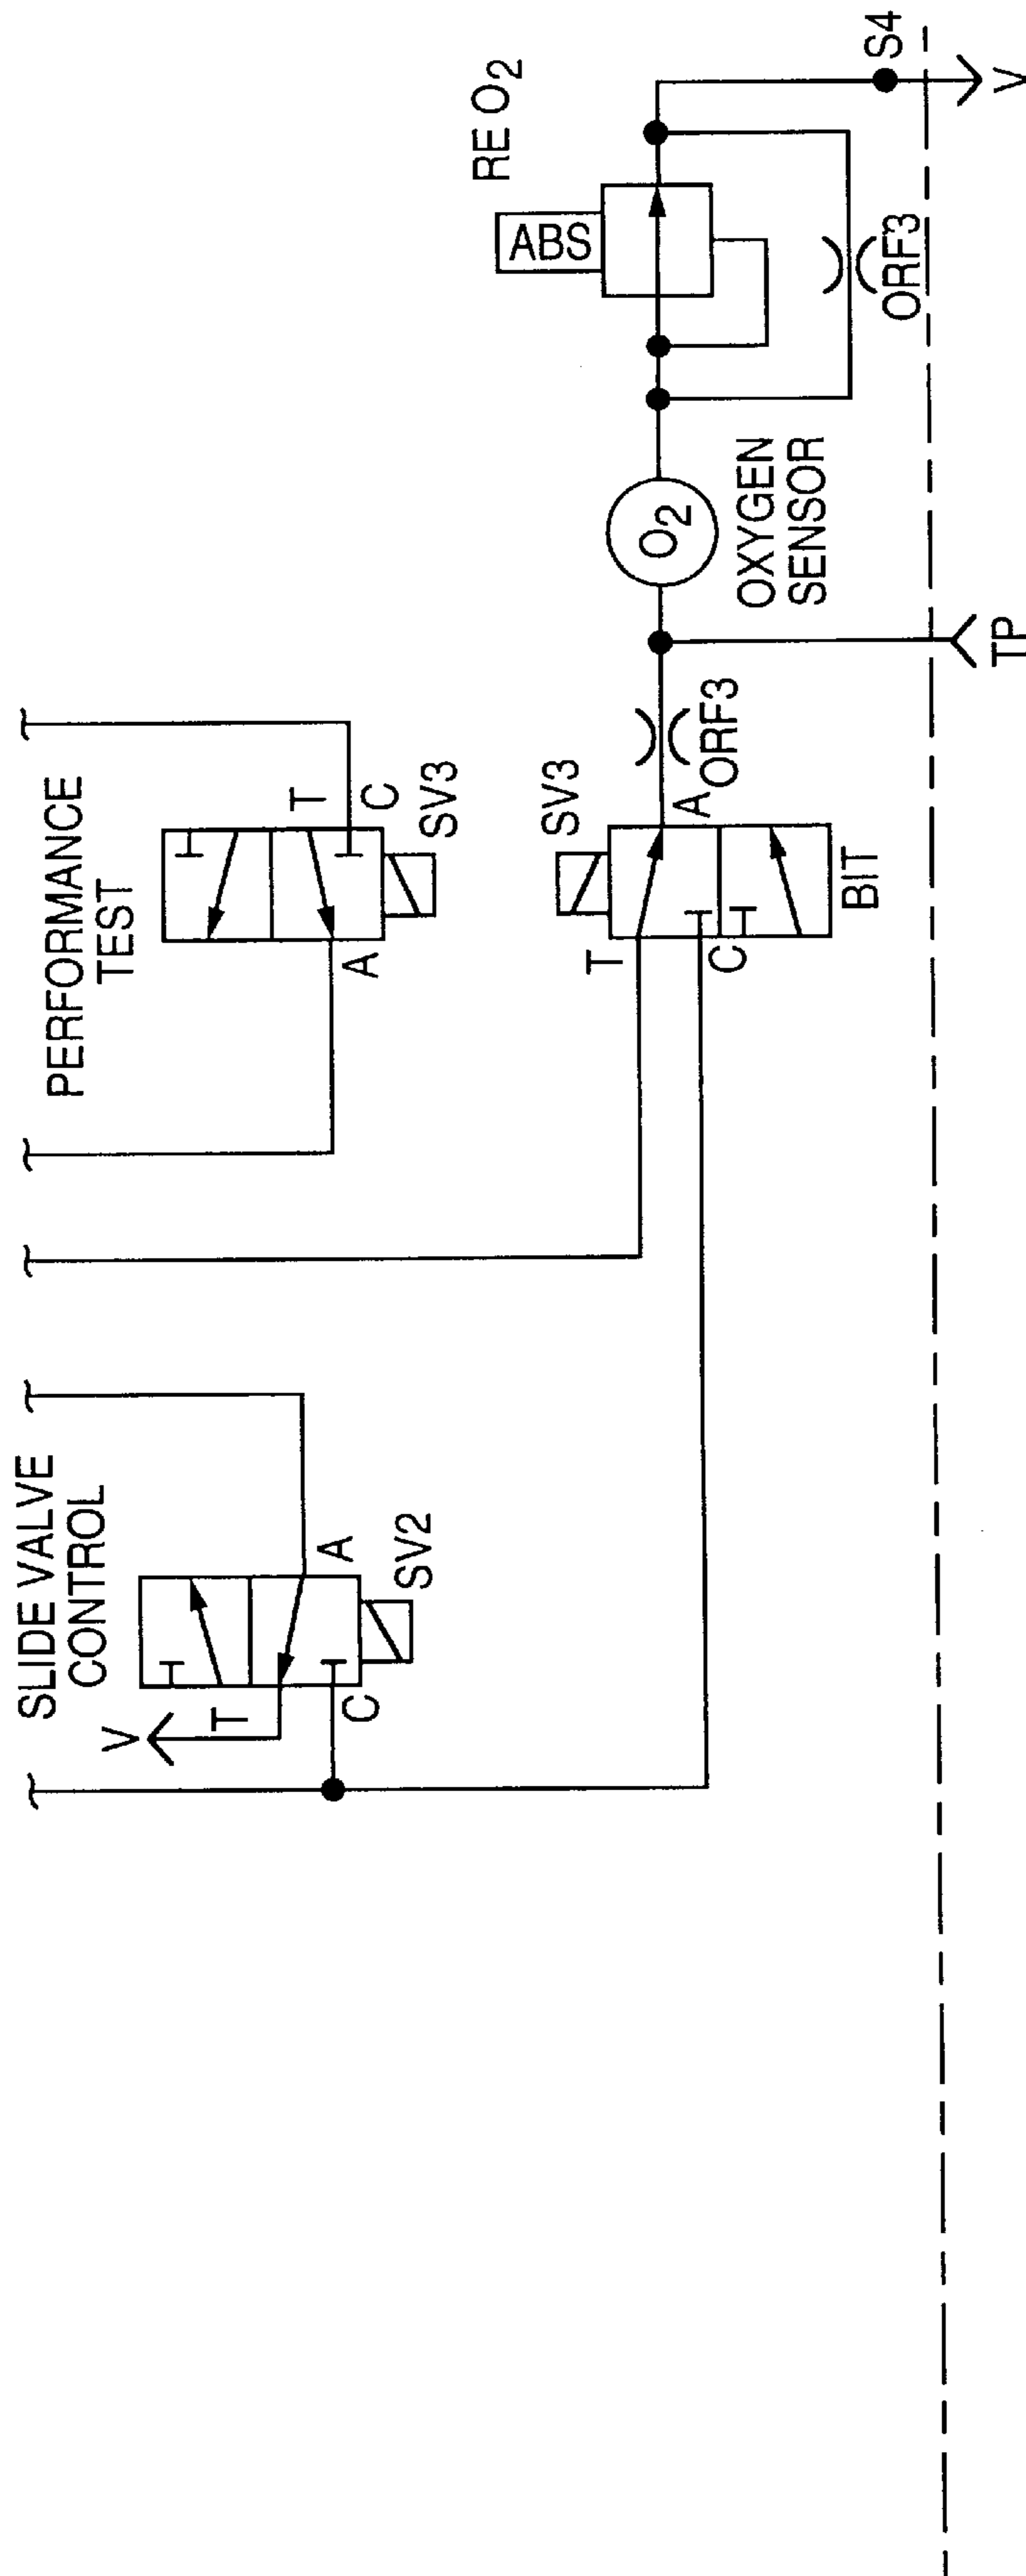 SLIDE VALVE
CONTROL
V
T
A
C
SV2
PERFORMANCE
TEST
T
C
A
SV3
SV3
T
A
C
BIT
ORF3
TP
O2
OXYGEN
SENSOR
RE O2
ABS
ORF3
S4
V